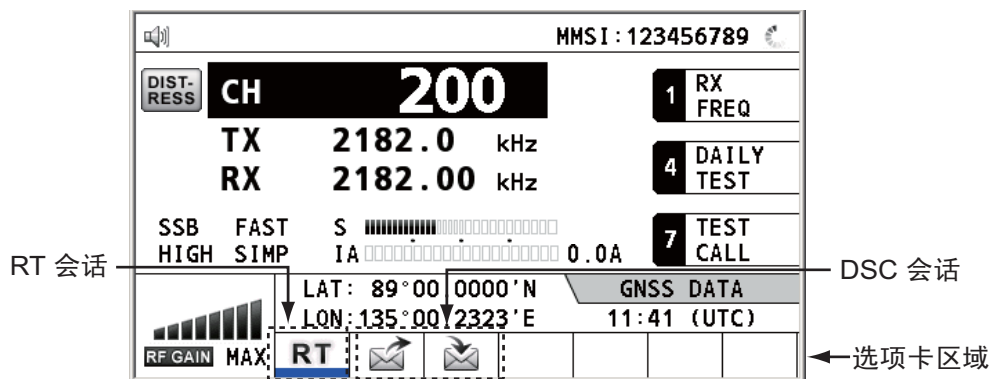 MMSI:123456789
DIST-
RESS
CH 200
1 RX
FREQ
TX 2182.0 kHz
RX 2182.00 kHz
4 DAILY
TEST
SSB FAST S
HIGH SIMP IA 0.0A
7 TEST
CALL
RT 会话
DSC 会话
LAT: 89°00 0000'N
GNSS DATA
LON:135°00 2323'E
11:41 (UTC)
RF GAIN MAX RT
选项卡区域